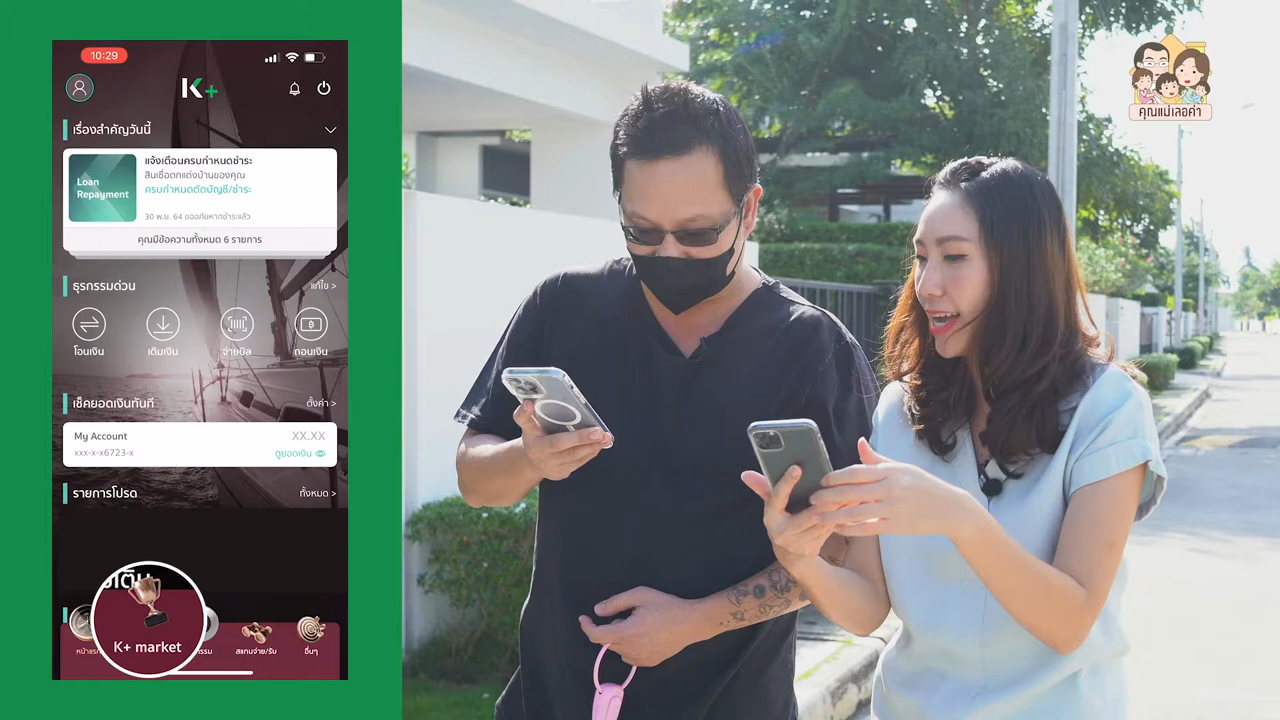 10:29
K+
เรื่องสำคัญวันนี้
Loan
Repayment
แจ้งเตือนครบกำหนดชำระ
สินเชื่อตกแต่งบ้านของคุณ
ครบกำหนดตัดบัญชี/ชำระ
30 พ.ย. 64 ขออภัยหากชำระแล้ว
คุณมีข้อความทั้งหมด 6 รายการ
ธุรกรรมด่วน
แก้ไข >
โอนเงิน
เติมเงิน
จ่ายบิล
ถอนเงิน
เช็คยอดเงินทันที
ตั้งค่า >
My Account
XX.XX
xxx-x-x6723-x
ดูยอดเงิน
รายการโปรด
ทั้งหมด >
K+ market
สแกนจ่าย/รับ
อื่นๆ
คุณแม่เลอค่า